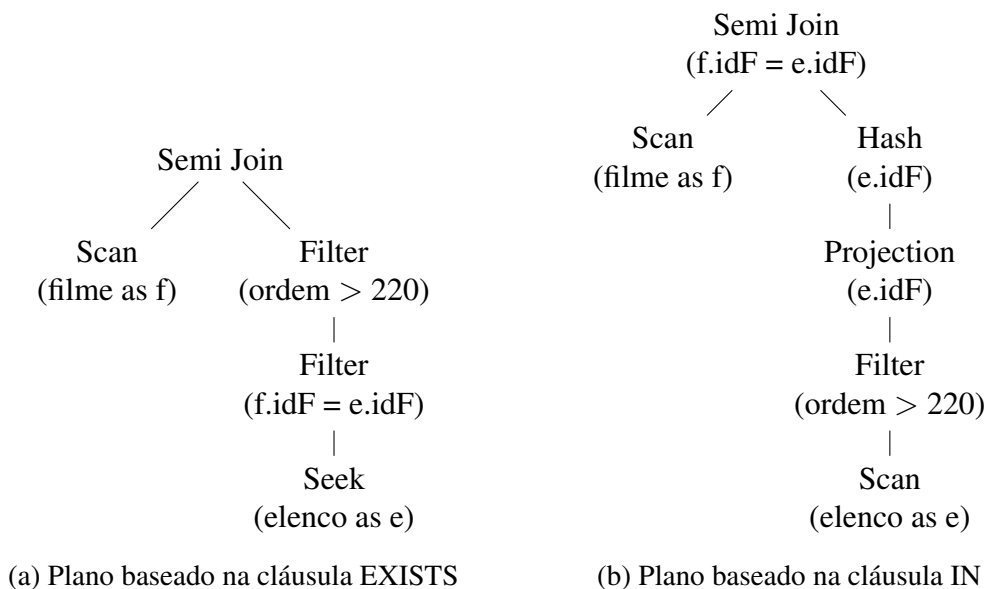 Semi Join
Scan
(filme as f)
Filter
(ordem > 220)
Filter
(f.idF = e.idF)
Seek
(elenco as e)
(a) Plano baseado na cláusula EXISTS
Semi Join
(f.idF = e.idF)
Scan
(filme as f)
Hash
(e.idF)
Projection
(e.idF)
Filter
(ordem > 220)
Scan
(elenco as e)
(b) Plano baseado na cláusula IN